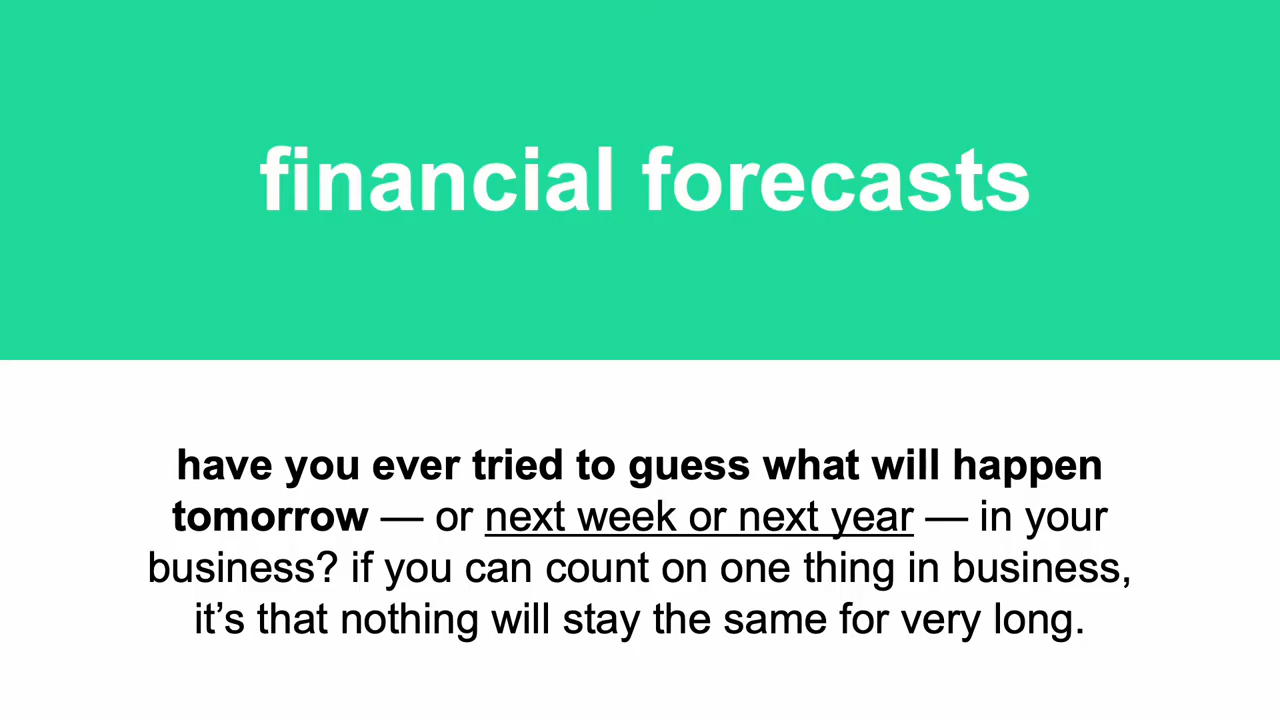 financial forecasts
have you ever tried to guess what will happen
tomorrow — or next week or next year — in your
business? if you can count on one thing in business,
it’s that nothing will stay the same for very long.